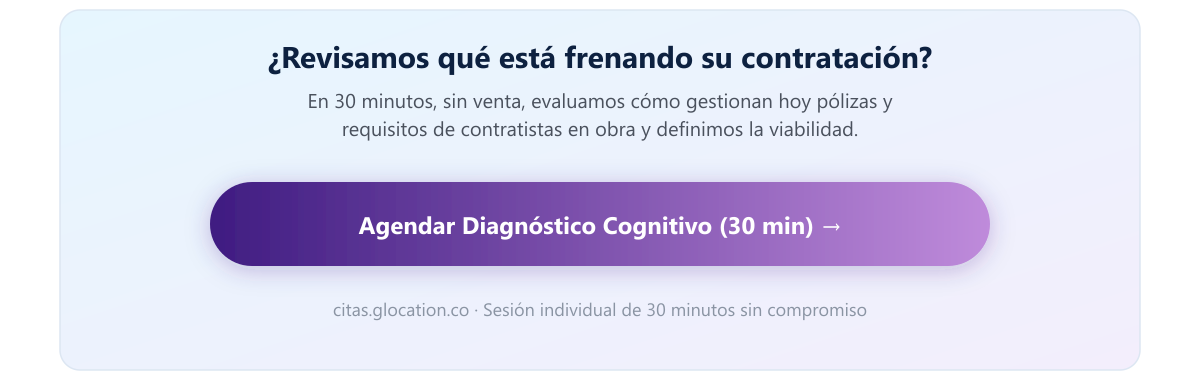 ¿Revisamos qué está frenando su contratación?
En 30 minutos, sin venta, evaluamos cómo gestionan hoy pólizas y
requisitos de contratistas en obra y definimos la viabilidad.
Agendar Diagnóstico Cognitivo (30 min) →
citas.glocation.co · Sesión individual de 30 minutos sin compromiso